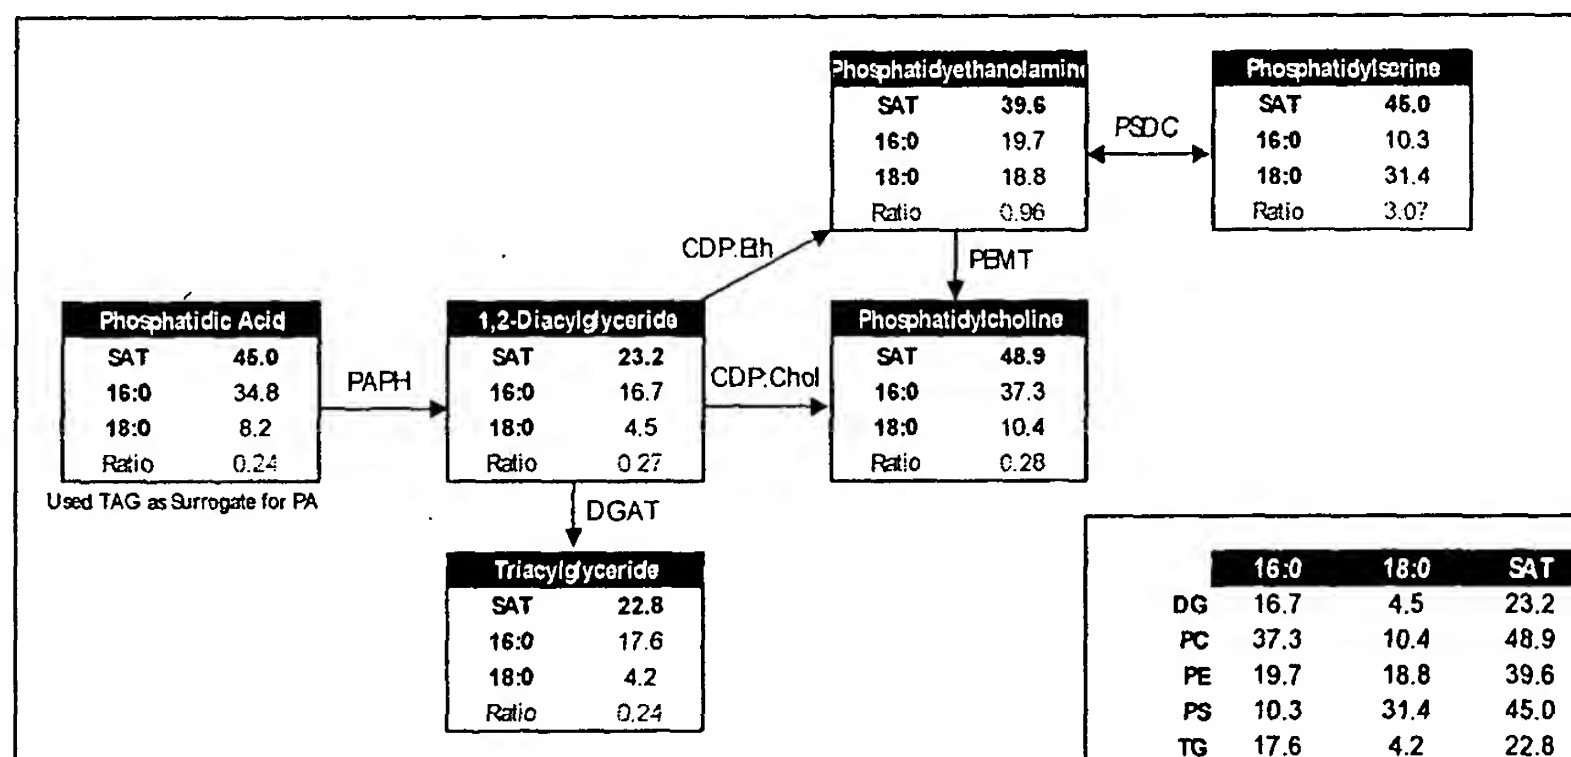 Phosphatidyethanolamine
SAT 39.6
16:0 19.7
18:0 18.8
Ratio 0.96
PSDC
Phosphatidylserine
SAT 45.0
16:0 10.3
18:0 31.4
Ratio 3.07
CDP.Eth
PEMT
Phosphatidic Acid
SAT 45.0
16:0 34.8
18:0 8.2
Ratio 0.24
Used TAG as Surrogate for PA
PAPH
1,2-Diacylglyceride
SAT 23.2
16:0 16.7
18:0 4.5
Ratio 0.27
CDP.Chol
Phosphatidylcholine
SAT 48.9
16:0 37.3
18:0 10.4
Ratio 0.28
DGAT
Triacylglyceride
SAT 22.8
16:0 17.6
18:0 4.2
Ratio 0.24
16:0 18:0 SAT
DG 16.7 4.5 23.2
PC 37.3 10.4 48.9
PE 19.7 18.8 39.6
PS 10.3 31.4 45.0
TG 17.6 4.2 22.8